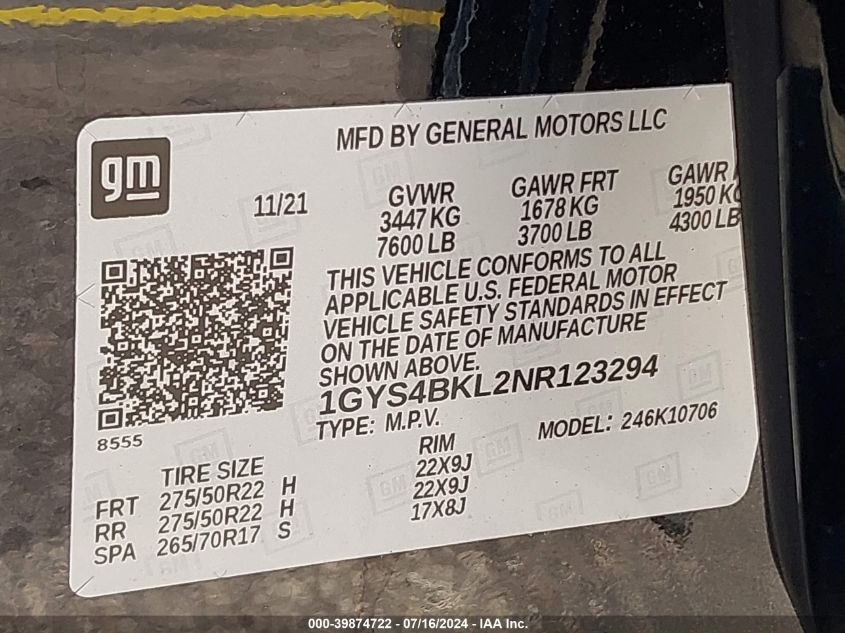 MFD BY GENERAL MOTORS LLC
gm
11/21
GVWR GAWR FRT GAWR
3447 KG 1678 KG 1950 KG
7600 LB 3700 LB 4300 LB
THIS VEHICLE CONFORMS TO ALL
APPLICABLE U.S. FEDERAL MOTOR
VEHICLE SAFETY STANDARDS IN EFFECT
ON THE DATE OF MANUFACTURE
SHOWN ABOVE.
1GYS4BKL2NR123294
TYPE: M.P.V. MODEL: 246K10706
8555
TIRE SIZE RIM
FRT 275/50R22 H 22X9J
RR 275/50R22 H 22X9J
SPA 265/70R17 S 17X8J
000-39874722 - 07/16/2024 - IAA Inc.